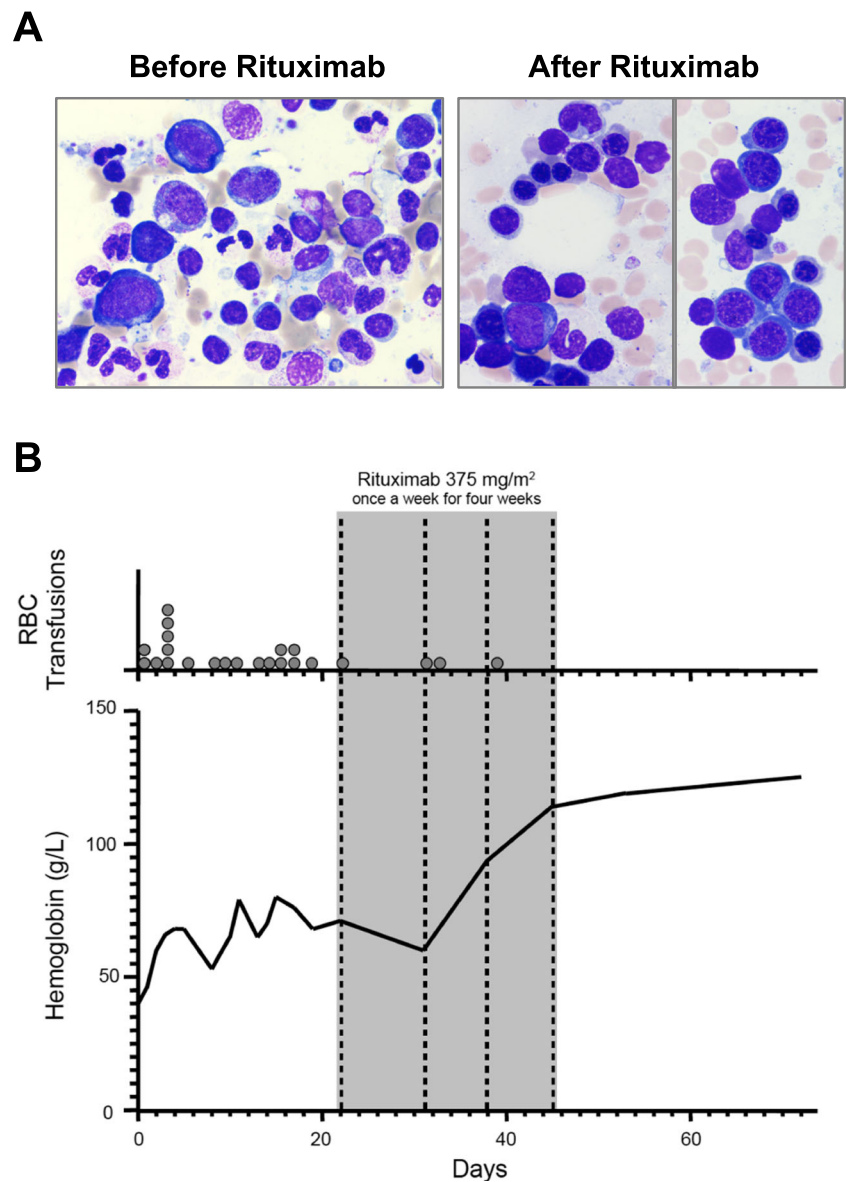 A
Before Rituximab
After Rituximab
B
Rituximab 375 mg/m²
once a week for four weeks
RBC
Transfusions
150
100
50
0
Hemoglobin (g/L)
0
20
40
60
Days